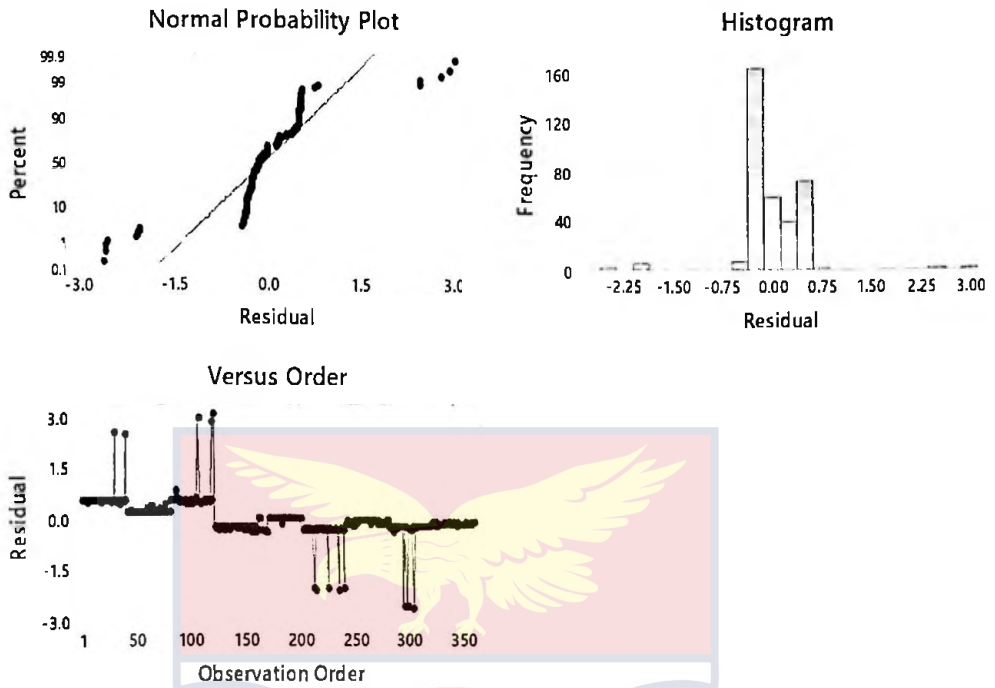 Normal Probability Plot
99.9
99
90
50
10
1
0.1
Percent
-3.0 -1.5 0.0 1.5 3.0
Residual
Histogram
160
120
80
40
0
Frequency
-2.25 -1.50 -0.75 0.00 0.75 1.50 2.25 3.00
Residual
Versus Order
3.0
1.5
0.0
-1.5
-3.0
Residual
1 50 100 150 200 250 300 350
Observation Order